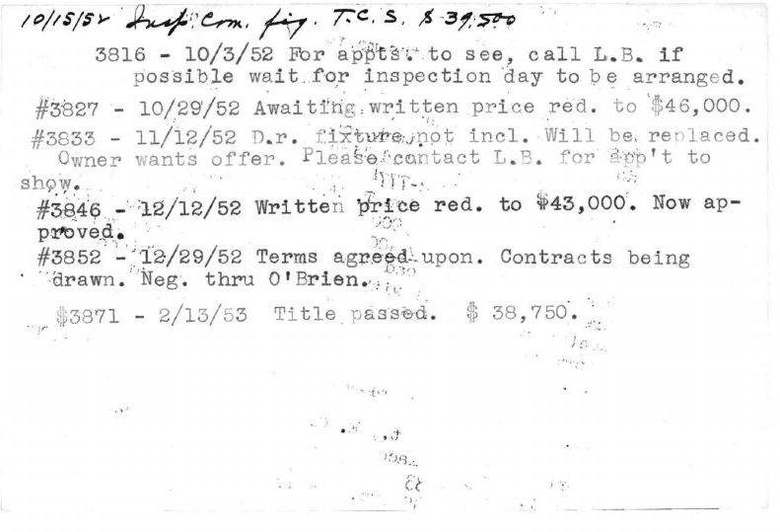 10/15/52 Insp. Com. fig. T.C.S. $39,500
3816 - 10/3/52 For appts. to see, call L.B. if
possible wait for inspection day to be arranged.
#3827 - 10/29/52 Awaiting written price red. to $46,000.
#3833 - 11/12/52 D.r. fixture not incl. Will be replaced.
Owner wants offer. Please contact L.B. for app't to
show.
#3846 - 12/12/52 Written price red. to $43,000. Now ap-
proved.
#3852 - 12/29/52 Terms agreed upon. Contracts being
drawn. Neg. thru O'Brien.
$3871 - 2/13/53 Title passed. $ 38,750.